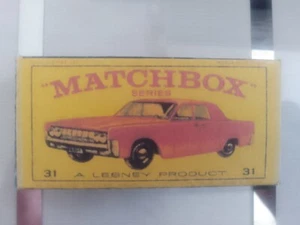 "MATCHBOX"
SERIES
31 A LESNEY PRODUCT 31